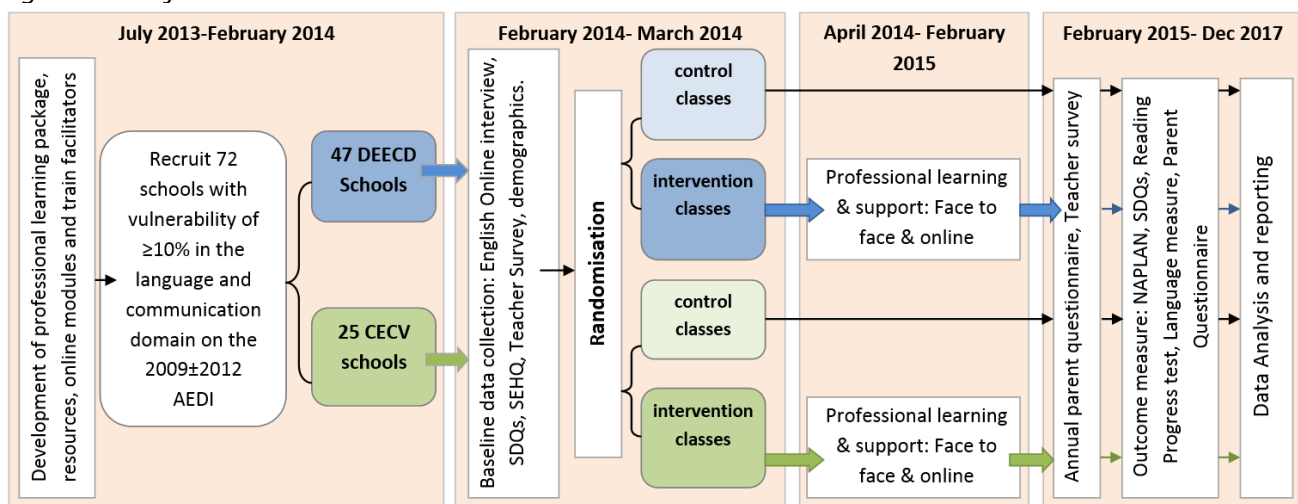 July 2013-February 2014
Development of professional learning package,
resources, online modules and train facilitators
Recruit 72
schools with
vulnerability of
≥10% in the
language and
communication
domain on the
2009±2012
AEDI
47 DEECD
Schools
25 CECV
schools
February 2014- March 2014
Baseline data collection: English Online interview,
SDQs, SEHQ, Teacher Survey, demographics.
Randomisation
control
classes
intervention
classes
control
classes
intervention
classes
April 2014- February
2015
Professional learning
& support: Face to
face & online
Professional learning
& support: Face to
face & online
February 2015- Dec 2017
Annual parent questionnaire, Teacher survey
Outcome measure: NAPLAN, SDQs, Reading
Progress test, Language measure, Parent
Questionnaire
Data Analysis and reporting